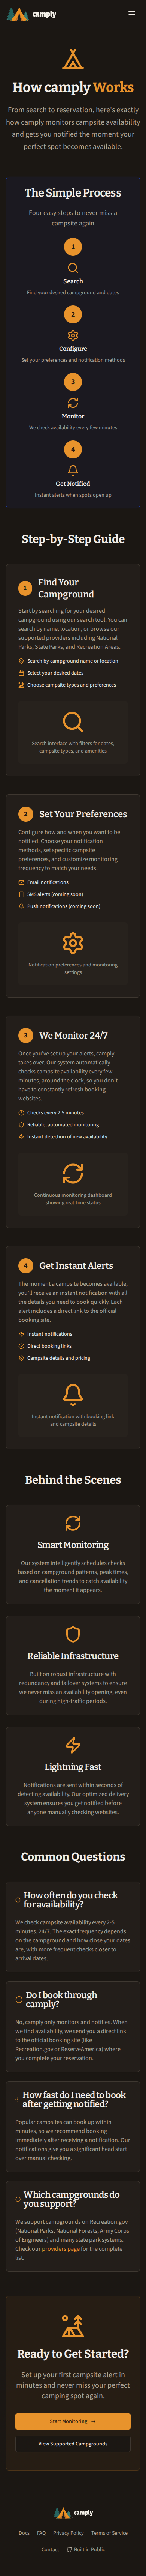 camply
How camply Works
From search to reservation, here's exactly
how camply monitors campsite availability
and gets you notified the moment your
perfect spot becomes available.
The Simple Process
Four easy steps to never miss a
campsite again
1
Search
Find your desired campground and dates
2
Configure
Set your preferences and notification methods
3
Monitor
We check availability every few minutes
4
Get Notified
Instant alerts when spots open up
Step-by-Step Guide
1
Find Your
Campground
Start by searching for your desired
campground using our search tool. You can
search by name, location, or browse our
supported providers including National
Parks, State Parks, and Recreation Areas.
Search by campground name or location
Select your desired dates
Choose campsite types and preferences
Search interface with filters for dates,
campsite types, and amenities
2
Set Your Preferences
Configure how and when you want to be
notified. Choose your notification
methods, set specific campsite
preferences, and customize monitoring
frequency to match your needs.
Email notifications
SMS alerts (coming soon)
Push notifications (coming soon)
Notification preferences and monitoring
settings
3
We Monitor 24/7
Once you've set up your alerts, camply
takes over. Our system automatically
checks campsite availability every few
minutes, around the clock, so you don't
have to constantly refresh booking
websites.
Checks every 2-5 minutes
Reliable, automated monitoring
Instant detection of new availability
Continuous monitoring dashboard
showing real-time status
4
Get Instant Alerts
The moment a campsite becomes available,
you'll receive an instant notification with all
the details you need to book quickly. Each
alert includes a direct link to the official
booking site.
Instant notifications
Direct booking links
Campsite details and pricing
Instant notification with booking link
and campsite details
Behind the Scenes
Smart Monitoring
Our system intelligently schedules checks
based on campground patterns, peak times,
and cancellation trends to catch availability
the moment it appears.
Reliable Infrastructure
Built on robust infrastructure with
redundancy and failover systems to ensure
we never miss an availability opening, even
during high-traffic periods.
Lightning Fast
Notifications are sent within seconds of
detecting availability. Our optimized delivery
system ensures you get notified before
anyone manually checking websites.
Common Questions
How often do you check
for availability?
We check campsite availability every 2-5
minutes, 24/7. The exact frequency depends
on the campground and how close your dates
are, with more frequent checks closer to
arrival dates.
Do I book through
camply?
No, camply only monitors and notifies. When
we find availability, we send you a direct link
to the official booking site (like
Recreation.gov or ReserveAmerica) where
you complete your reservation.
How fast do I need to book
after getting notified?
Popular campsites can book up within
minutes, so we recommend booking
immediately after receiving a notification. Our
notifications give you a significant head start
over manual checking.
Which campgrounds do
you support?
We support campgrounds on Recreation.gov
(National Parks, National Forests, Army Corps
of Engineers) and many state park systems.
Check our providers page for the complete
list.
Ready to Get Started?
Set up your first campsite alert in
minutes and never miss your perfect
camping spot again.
Start Monitoring →
View Supported Campgrounds
camply
Docs FAQ Privacy Policy Terms of Service
Contact Built in Public